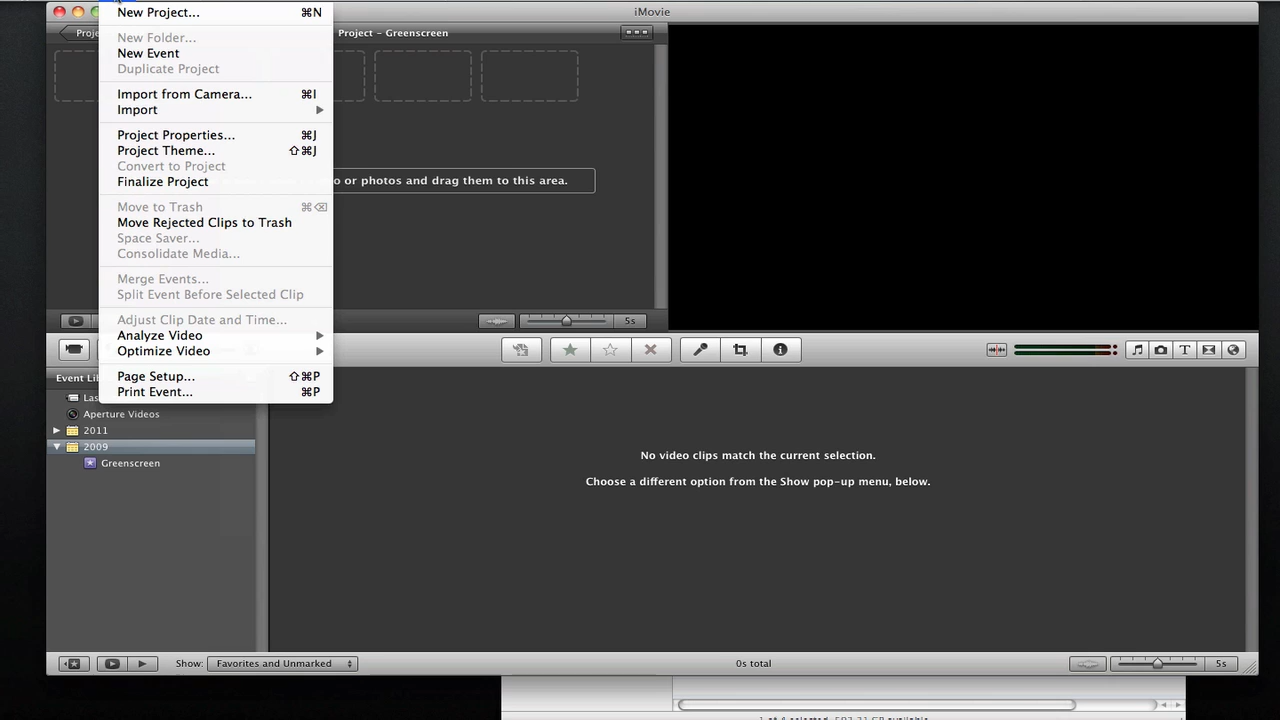 New Project... ⌘N
iMovie
Proje
Project – Greenscreen
New Folder...
New Event
Duplicate Project
Import from Camera... ⌘I
Import
Project Properties... ⌘J
Project Theme... ⇧⌘J
Convert to Project
Finalize Project
o or photos and drag them to this area.
Move to Trash ⌘⌫
Move Rejected Clips to Trash
Space Saver...
Consolidate Media...
Merge Events...
Split Event Before Selected Clip
Adjust Clip Date and Time...
5s
Analyze Video
Optimize Video
Page Setup... ⇧⌘P
Event Lib
Print Event... ⌘P
Las
Aperture Videos
2011
2009
Greenscreen
No video clips match the current selection.
Choose a different option from the Show pop-up menu, below.
Show: Favorites and Unmarked
0s total
5s